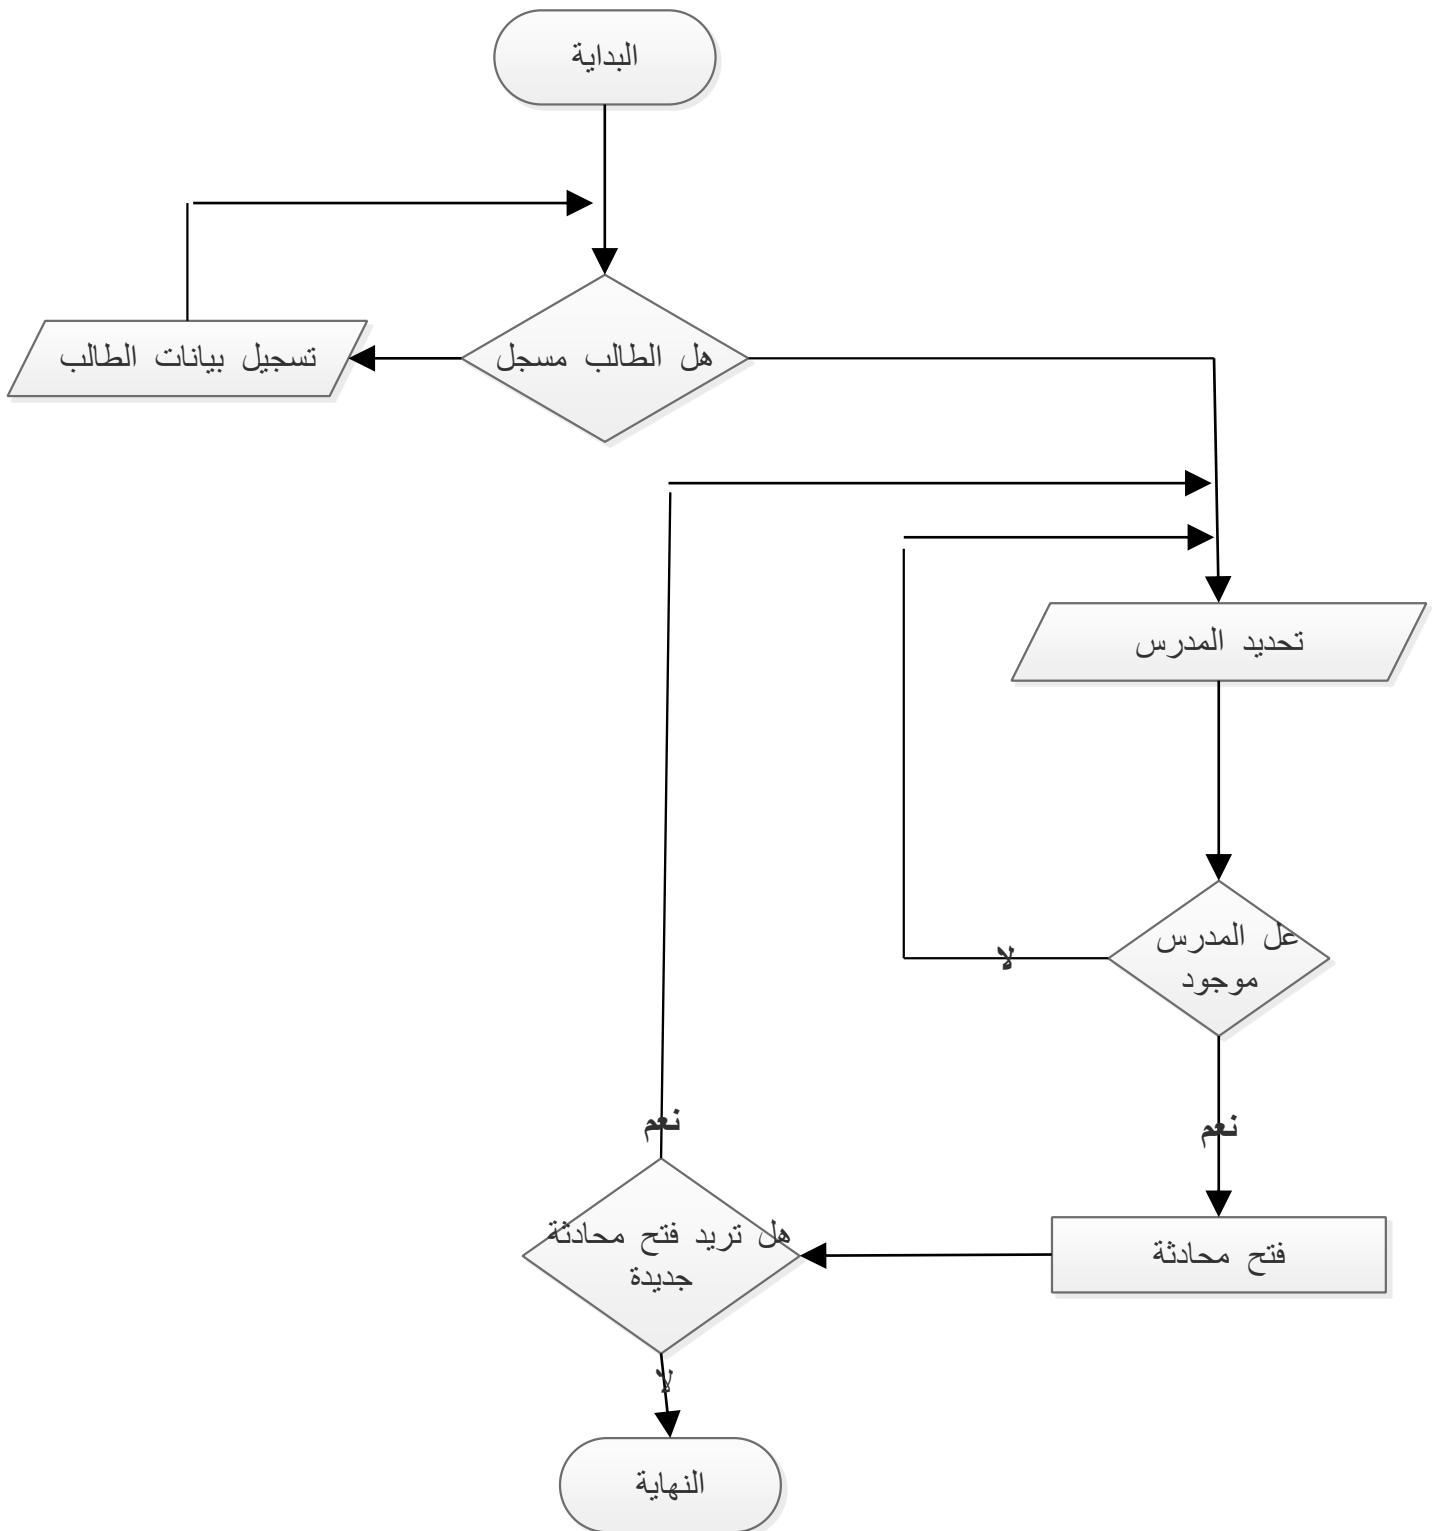 البداية
هل الطالب مسجل
تسجيل بيانات الطالب
تحديد المدرس
عل المدرس
موجود
لا
نعم
نعم
فتح محادثة
هل تريد فتح محادثة
جديدة
لا
النهاية